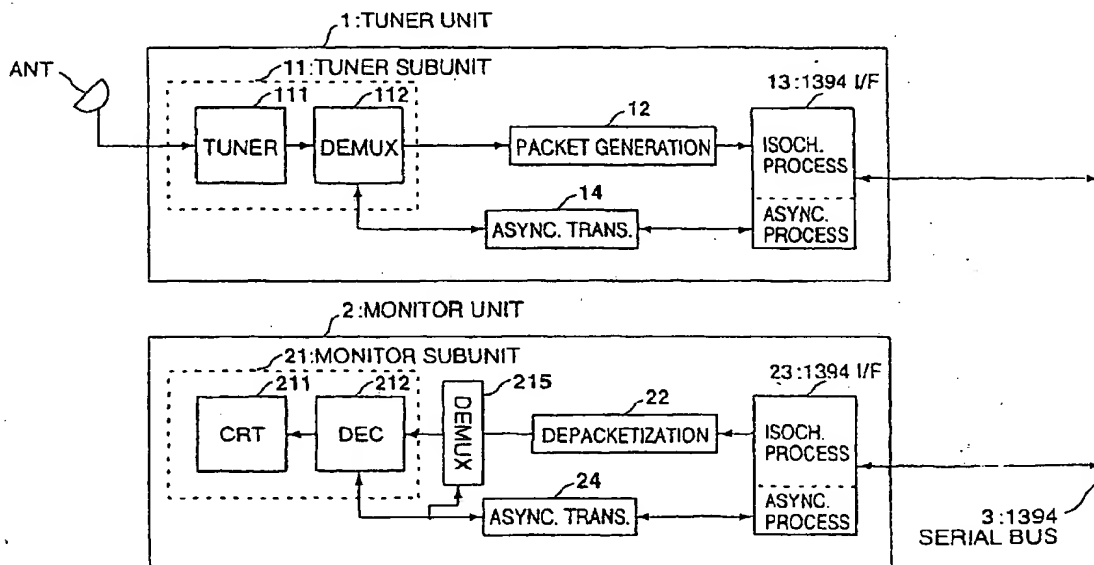 1:TUNER UNIT
ANT
11:TUNER SUBUNIT
111
112
12
13:1394 I/F
TUNER
DEMUX
PACKET GENERATION
ISOCH.
PROCESS
14
ASYNC. TRANS.
ASYNC.
PROCESS
2:MONITOR UNIT
21:MONITOR SUBUNIT
211
212
215
22
23:1394 I/F
CRT
DEC
DEMUX
DEPACKETIZATION
ISOCH.
PROCESS
24
ASYNC. TRANS.
ASYNC.
PROCESS
3:1394
SERIAL BUS